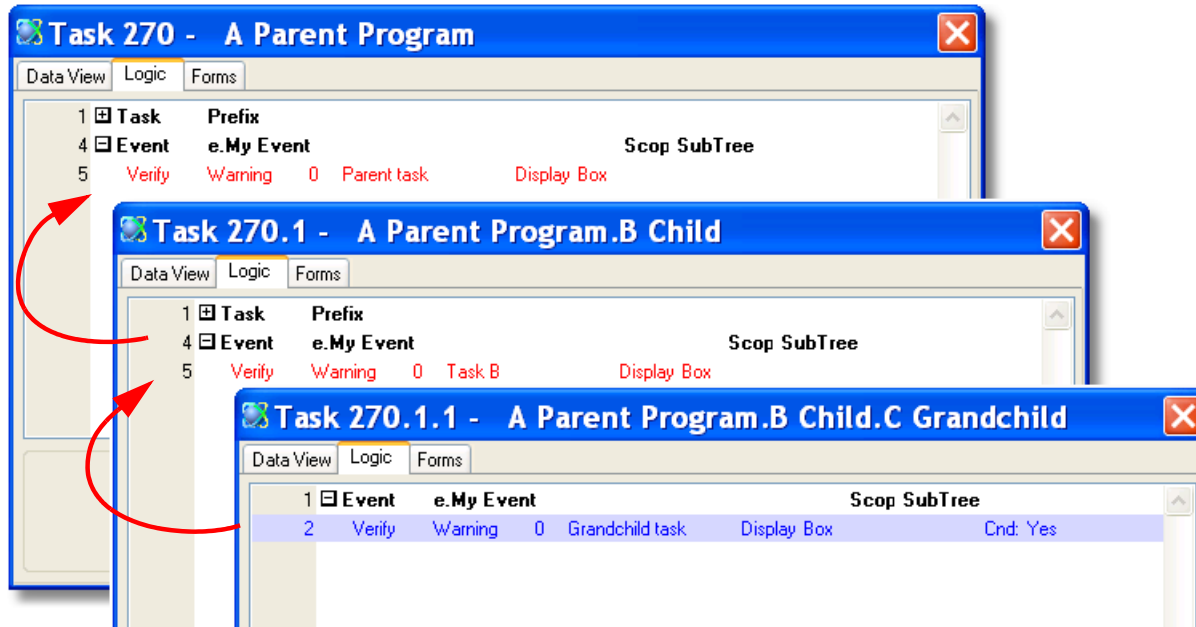 Task 270 - A Parent Program
Data View Logic Forms
1 Task Prefix
4 Event e.My Event Scop SubTree
5 Verify Warning 0 Parent task Display Box
Task 270.1 - A Parent Program.B Child
Data View Logic Forms
1 Task Prefix
4 Event e.My Event Scop SubTree
5 Verify Warning 0 Task B Display Box
Task 270.1.1 - A Parent Program.B Child.C Grandchild
Data View Logic Forms
1 Event e.My Event Scop SubTree
2 Verify Warning 0 Grandchild task Display Box Cnd: Yes